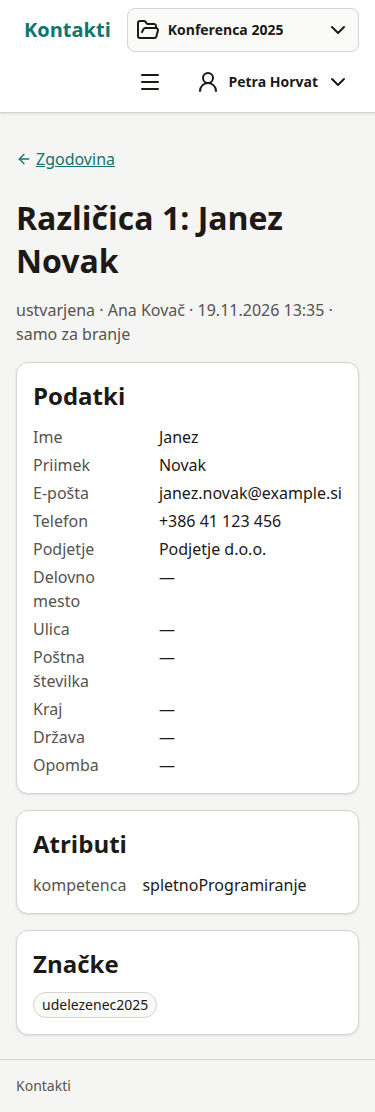 Kontakti
Konferenca 2025
Petra Horvat
← Zgodovina
Različica 1: Janez
Novak
ustvarjena · Ana Kovač · 19.11.2026 13:35 ·
samo za branje
Podatki
Ime Janez
Priimek Novak
E-pošta janez.novak@example.si
Telefon +386 41 123 456
Podjetje Podjetje d.o.o.
Delovno —
mesto
Ulica —
Poštna —
številka
Kraj —
Država —
Opomba —
Atributi
kompetenca spletnoProgramiranje
Značke
udelezenec2025
Kontakti